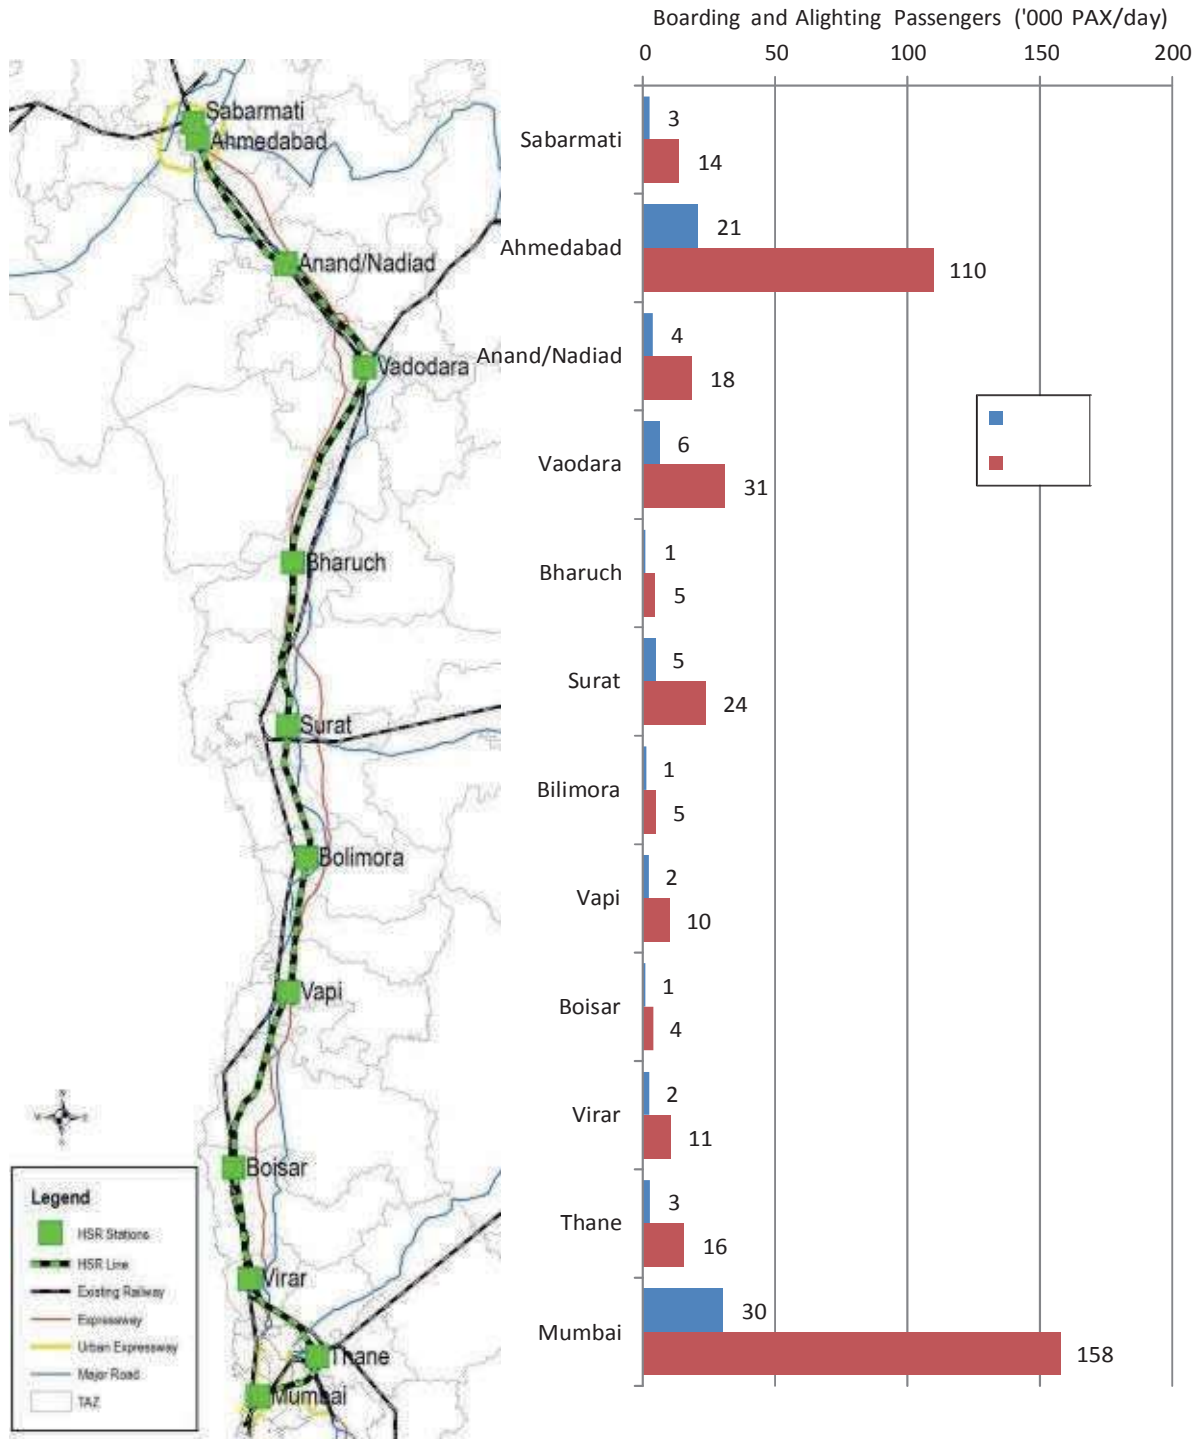 Boarding and Alighting Passengers ('000 PAX/day)
0 50 100 150 200
Sabarmati
Ahmedabad
Anand/Nadiad
Vadodara
Bharuch
Surat
Bolimora
Vapi
Boisar
Virar
Thane
Mumbai
N
S
Legend
HSR Stations
HSR Line
Existing Railway
Expressway
Urban Expressway
Major Road
TAZ
Sabarmati
3
14
Ahmedabad
21
110
Anand/Nadiad
4
18
Vaodara
6
31
Bharuch
1
5
Surat
5
24
Bilimora
1
5
Vapi
2
10
Boisar
1
4
Virar
2
11
Thane
3
16
Mumbai
30
158